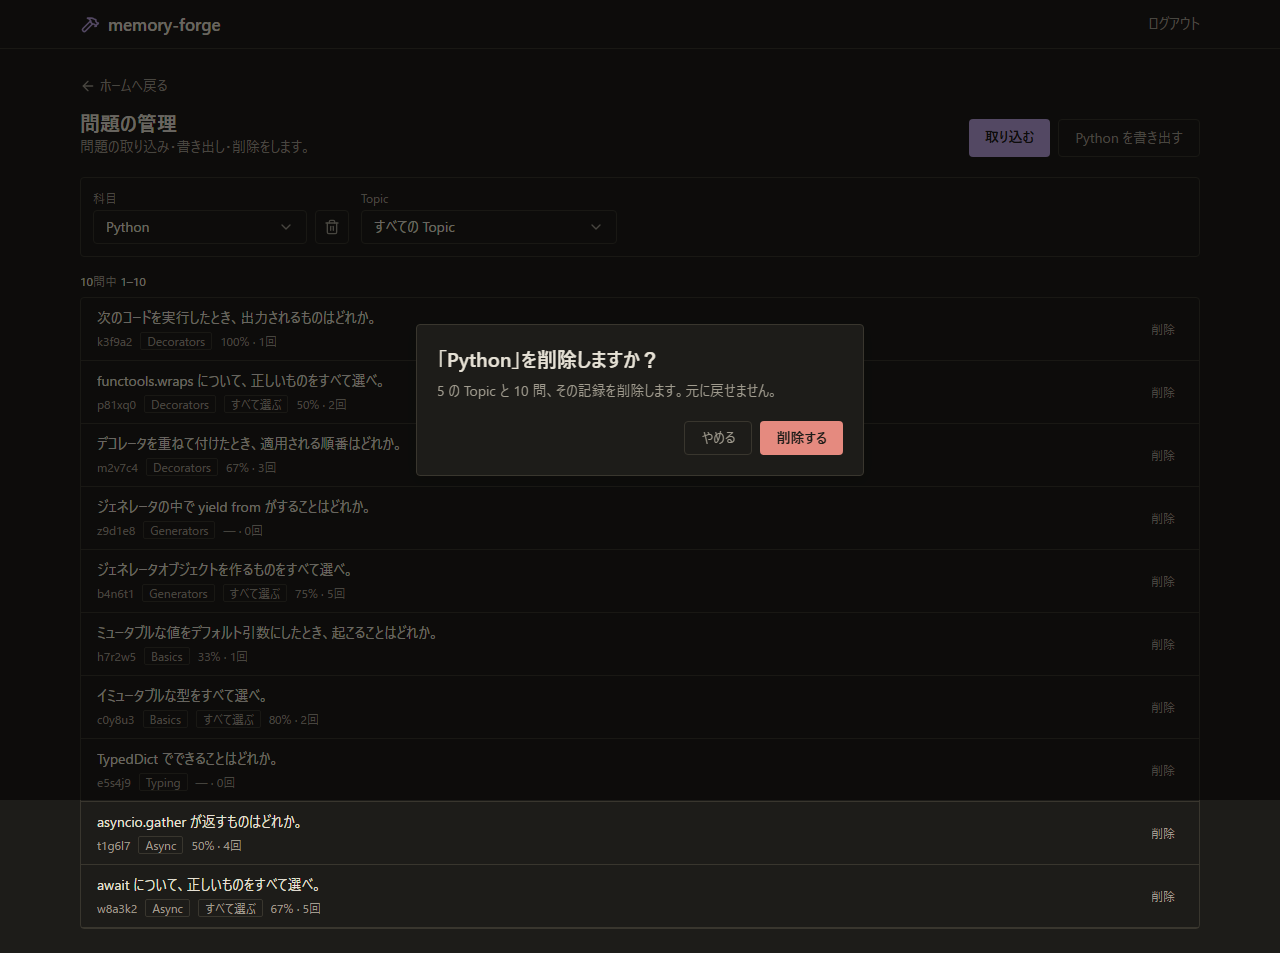 memory-forge
ログアウト
← ホームへ戻る
問題の管理
問題の取り込み・書き出し・削除をします。
取り込む
Python を書き出す
科目
Topic
Python
すべての Topic
10問中 1–10
次のコードを実行したとき、出力されるものはどれか。
k3f9a2 Decorators 100% · 1回
削除
functools.wraps について、正しいものをすべて選べ。
p81xq0 Decorators すべて選ぶ 50% · 2回
削除
デコレータを重ねて付けたとき、適用される順番はどれか。
m2v7c4 Decorators 67% · 3回
削除
ジェネレータの中で yield from がすることはどれか。
z9d1e8 Generators — · 0回
削除
ジェネレータオブジェクトを作るものをすべて選べ。
b4n6t1 Generators すべて選ぶ 75% · 5回
削除
ミュータブルな値をデフォルト引数にしたとき、起こることはどれか。
h7r2w5 Basics 33% · 1回
削除
イミュータブルな型をすべて選べ。
c0y8u3 Basics すべて選ぶ 80% · 2回
削除
TypedDict でできることはどれか。
e5s4j9 Typing — · 0回
削除
asyncio.gather が返すものはどれか。
t1g6l7 Async 50% · 4回
削除
await について、正しいものをすべて選べ。
w8a3k2 Async すべて選ぶ 67% · 5回
削除
「Python」を削除しますか？
5 の Topic と 10 問、その記録を削除します。元に戻せません。
やめる
削除する